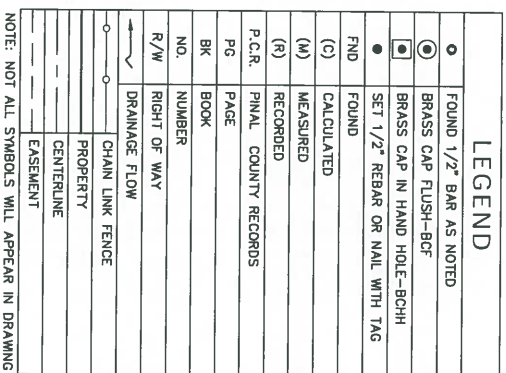 LEGEND
FOUND 1/2" BAR AS NOTED
BRASS CAP FLUSH-BCF
BRASS CAP IN HAND HOLE-BCHH
SET 1/2" REBAR OR NAIL WITH TAG
FND FOUND
(C) CALCULATED
(M) MEASURED
(R) RECORDED
P.C.R. PINAL COUNTY RECORDS
PG PAGE
BK BOOK
NO. NUMBER
R/W RIGHT OF WAY
DRAINAGE FLOW
CHAIN LINK FENCE
PROPERTY
CENTERLINE
EASEMENT
NOTE: NOT ALL SYMBOLS WILL APPEAR IN DRAWING